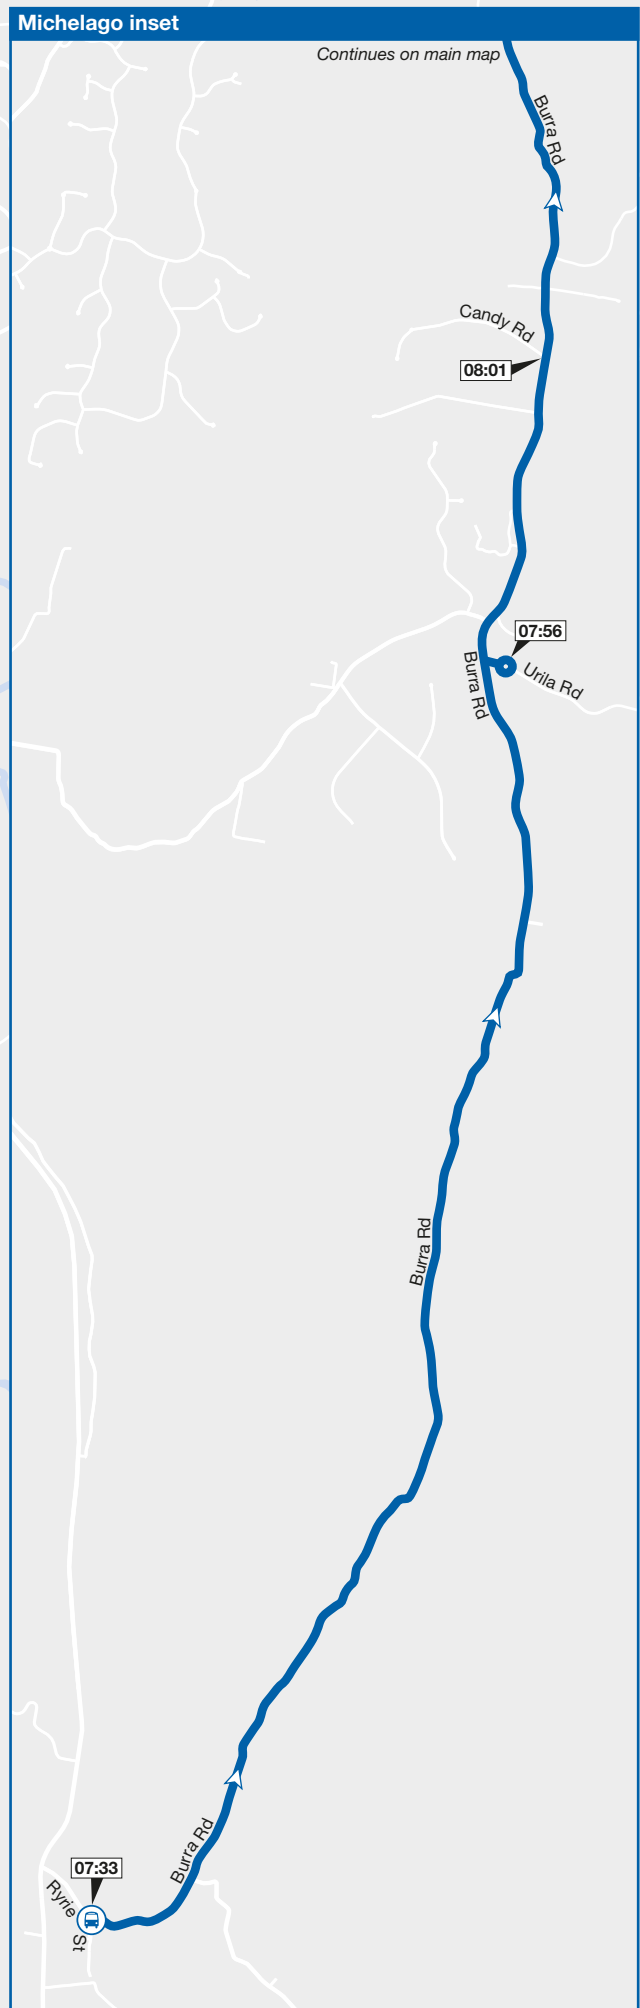 Michelago inset
Continues on main map
Burra Rd
Candy Rd
08:01
07:56
Burra Rd
Urila Rd
Burra Rd
Burra Rd
07:33
Ryrie St